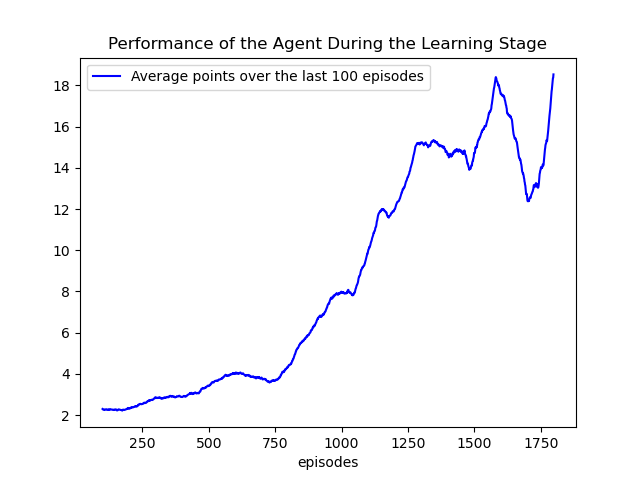 Performance of the Agent During the Learning Stage
Average points over the last 100 episodes
18
16
14
12
10
8
6
4
2
250 500 750 1000 1250 1500 1750
episodes